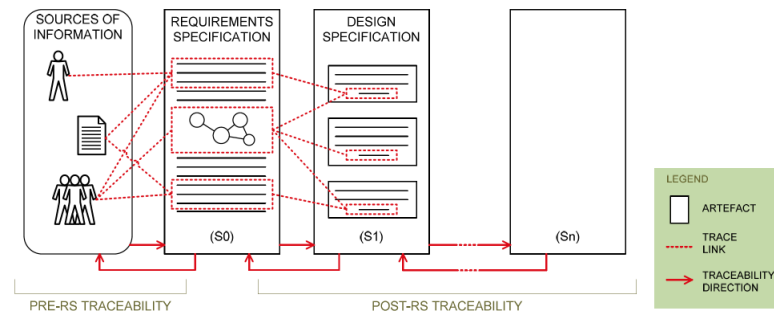 SOURCES OF
INFORMATION
REQUIREMENTS
SPECIFICATION
DESIGN
SPECIFICATION
(S0)
(S1)
(Sn)
PRE-RS TRACEABILITY
POST-RS TRACEABILITY
LEGEND
ARTEFACT
TRACE
LINK
TRACEABILITY
DIRECTION